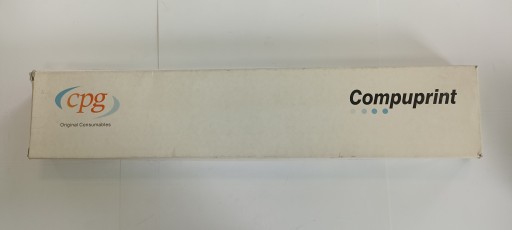 cpg
Original Consumables
Compuprint